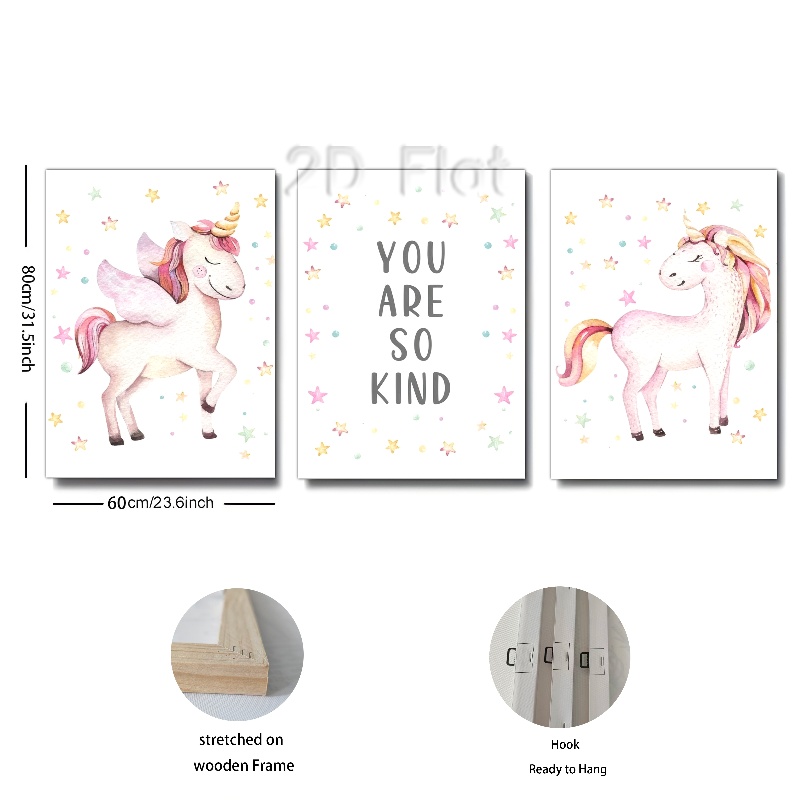 2D Flat
YOU
ARE
SO
KIND
80cm/31.5inch
60cm/23.6inch
stretched on
wooden Frame
Hook
Ready to Hang